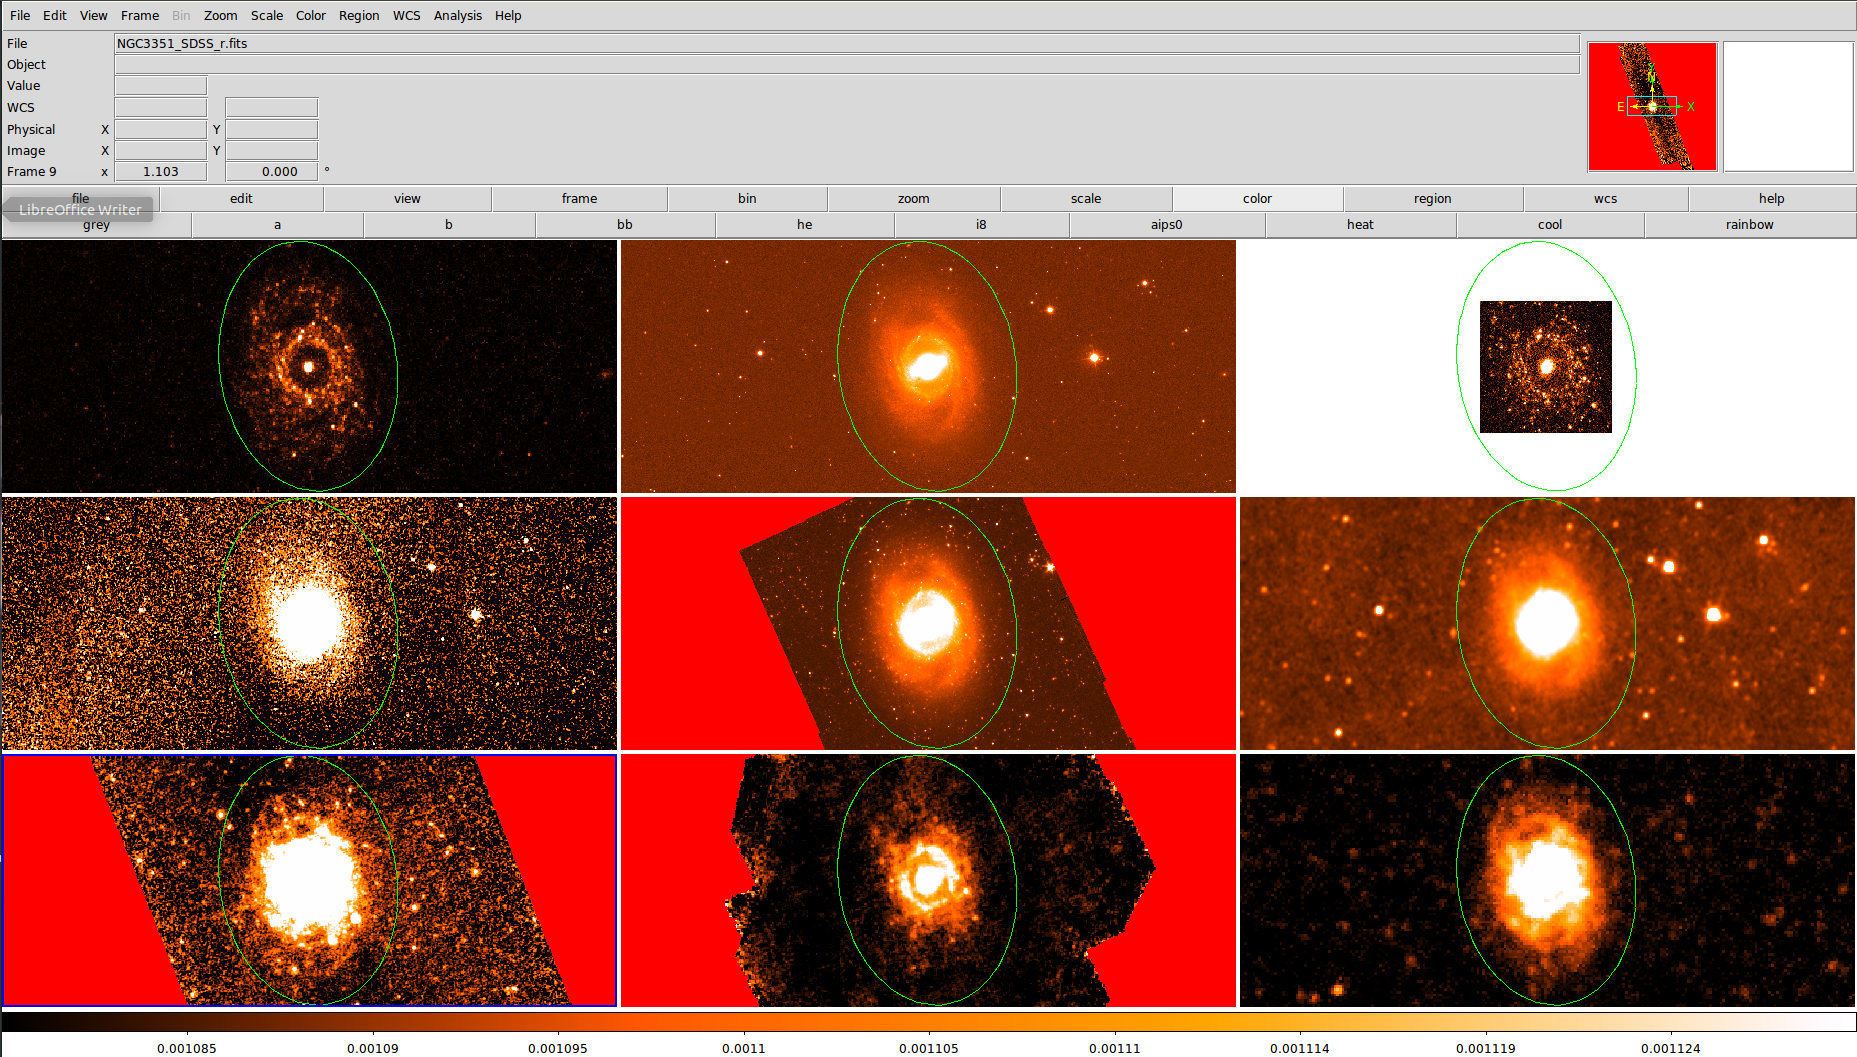 File Edit View Frame Bin Zoom Scale Color Region WCS Analysis Help
File NGC3351_SDSS_r.fits
Object
Value
WCS
Physical X Y
Image X Y
Frame 9 x 1.103 0.000 °
N
E X
file edit view frame bin zoom scale color region wcs help
LibreOffice Writer
grey a b bb he i8 aips0 heat cool rainbow
0.001085 0.00109 0.001095 0.0011 0.001105 0.00111 0.001114 0.001119 0.001124